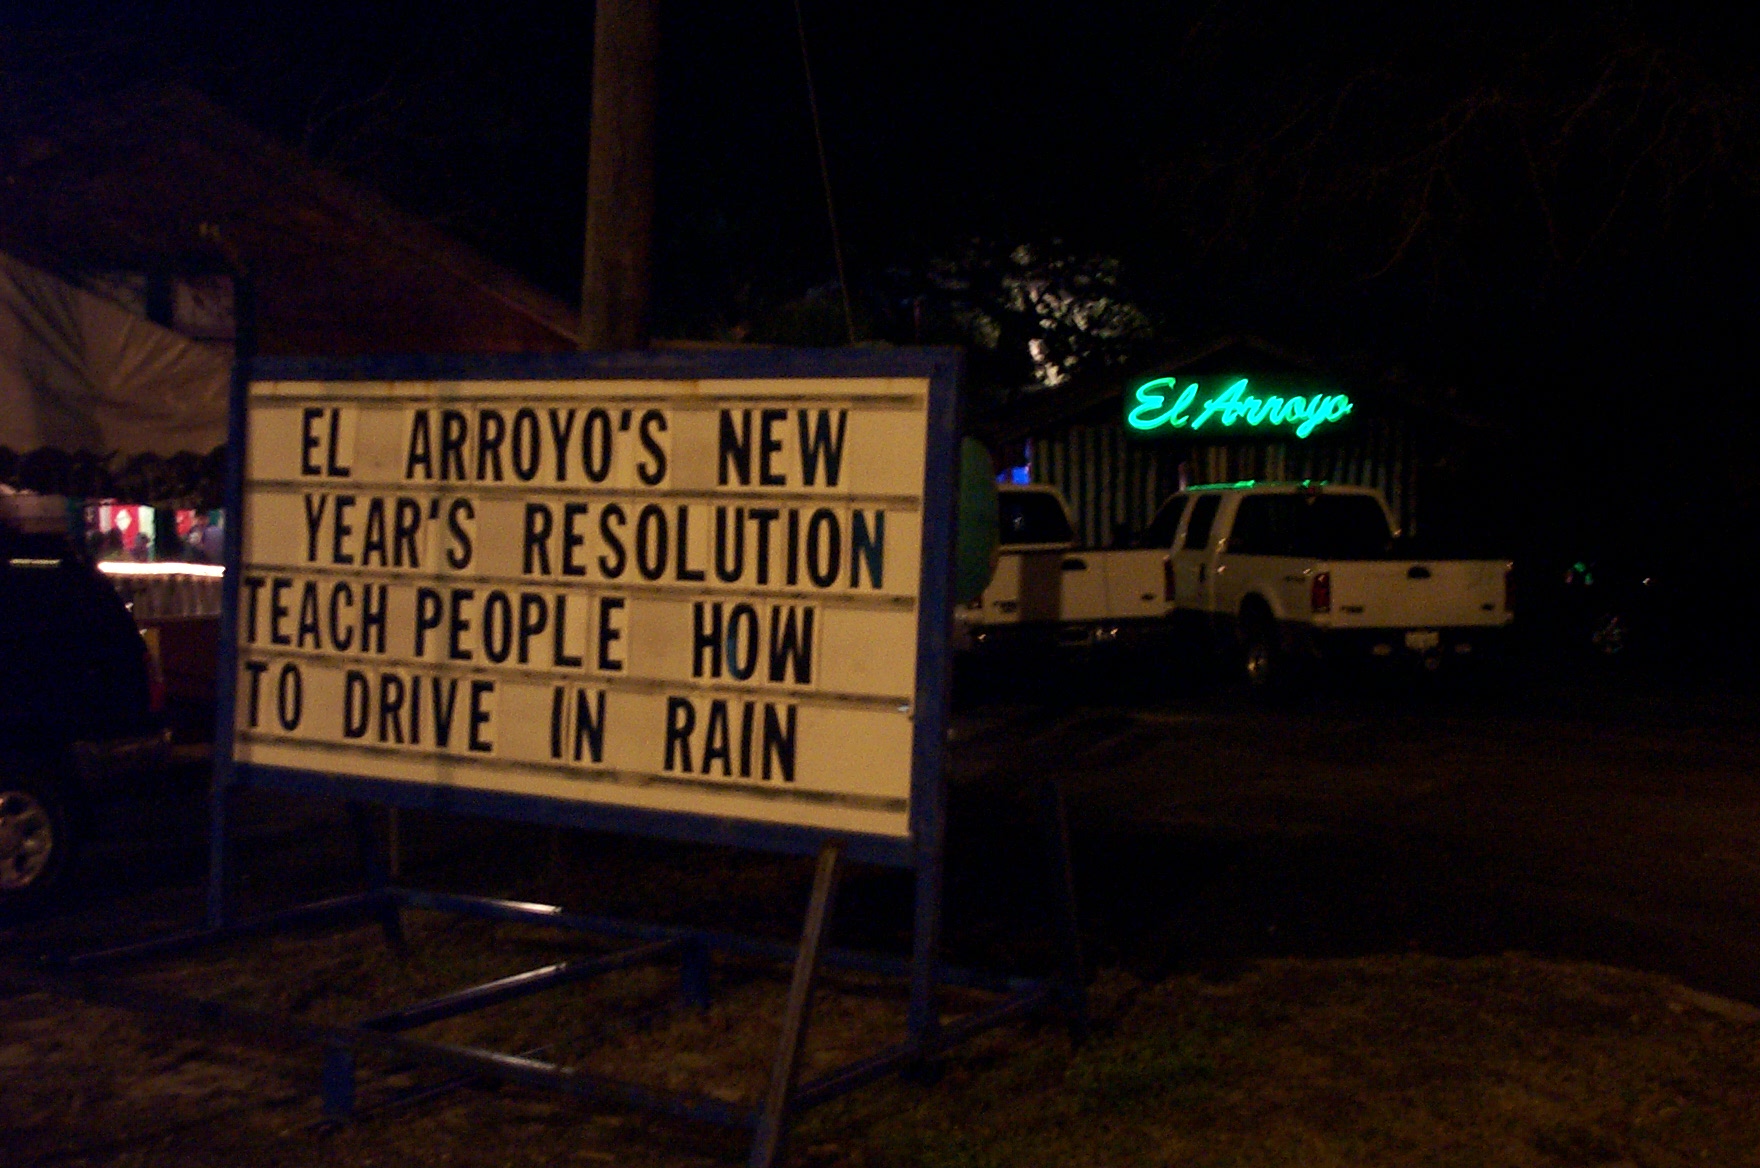 EL ARROYO'S NEW
YEAR'S RESOLUTION
TEACH PEOPLE HOW
TO DRIVE IN RAIN
El Arroyo